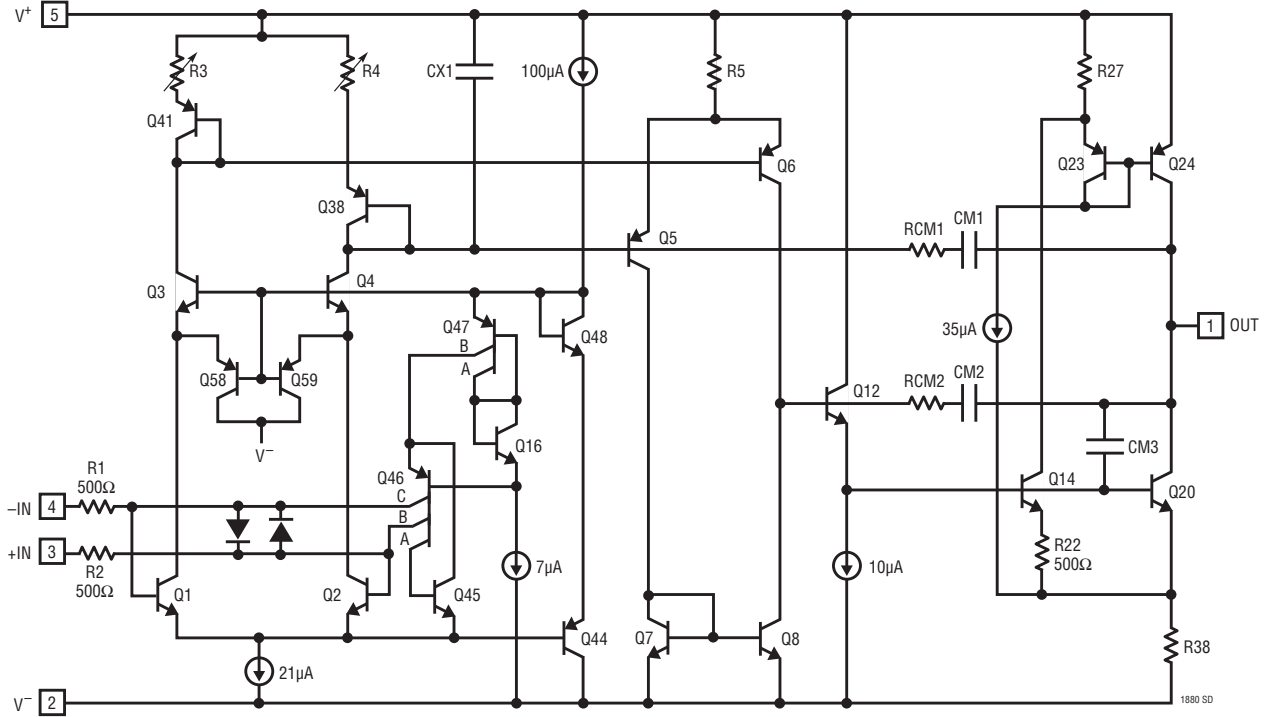 V+ 5
R3
R4
CX1
100µA
R5
R27
Q41
Q6
Q23
Q24
Q38
Q5
RCM1
CM1
Q3
Q4
Q47
B
A
Q48
35µA
1 OUT
Q58
Q59
V–
Q12
RCM2
CM2
Q16
CM3
R1
500Ω
Q46
C
B
A
Q14
Q20
–IN 4
+IN 3
R2
500Ω
7µA
10µA
R22
500Ω
Q1
Q2
Q45
Q44
Q7
Q8
R38
21µA
V– 2
1880 SD